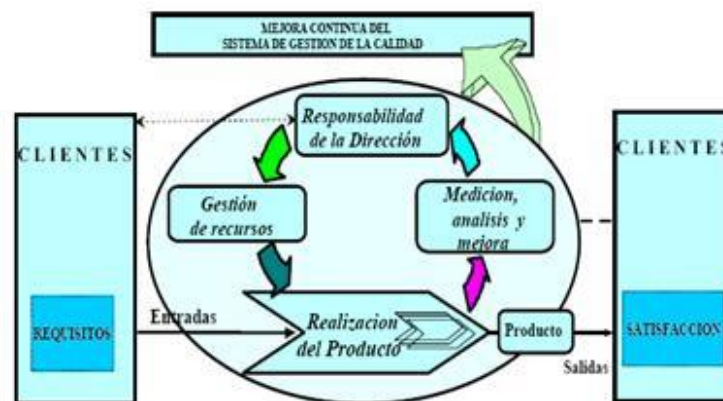 MEJORA CONTINUA DEL
SISTEMA DE GESTION DE LA CALIDAD
CLIENTES
REQUISITOS
Entradas
Responsabilidad
de la Dirección
Gestión
de recursos
Medicion,
analisis y
mejora
Realizacion
del Producto
Producto
Salidas
CLIENTES
SATISFACCION